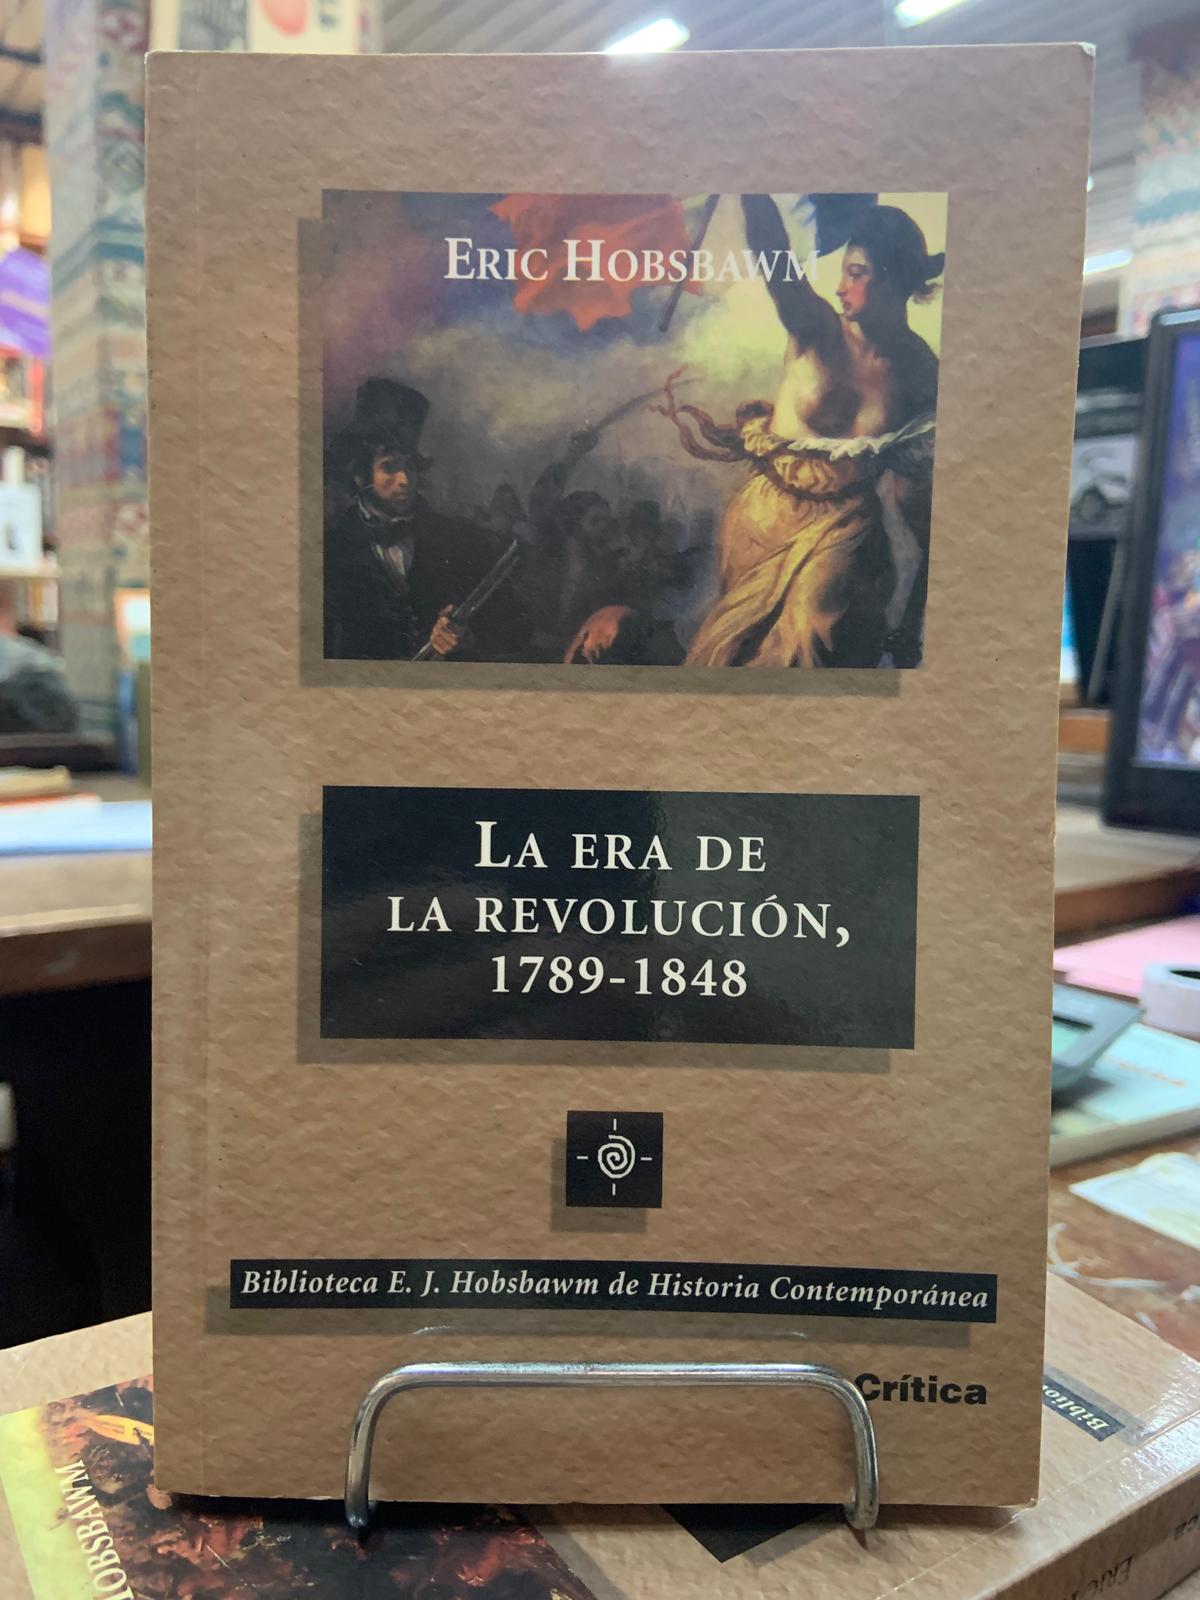 ERIC HOBSBAWM
LA ERA DE
LA REVOLUCIÓN,
1789-1848
Biblioteca E. J. Hobsbawm de Historia Contemporánea
Crítica
HOBSBAWM